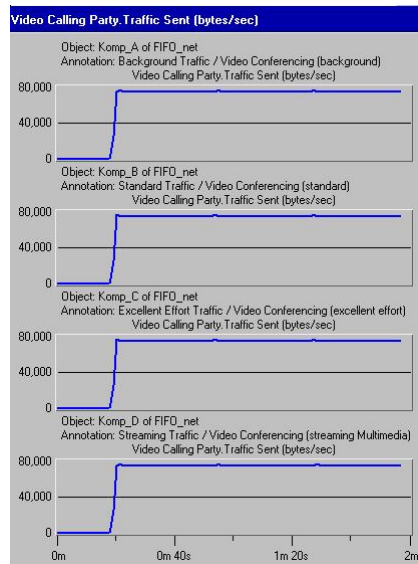 Video Calling Party.Traffic Sent (bytes/sec)
Object: Komp_A of FIFO_net
Annotation: Background Traffic / Video Conferencing (background)
Video Calling Party.Traffic Sent (bytes/sec)
80,000
40,000
0
Object: Komp_B of FIFO_net
Annotation: Standard Traffic / Video Conferencing (standard)
Video Calling Party.Traffic Sent (bytes/sec)
80,000
40,000
0
Object: Komp_C of FIFO_net
Annotation: Excellent Effort Traffic / Video Conferencing (excellent effort)
Video Calling Party.Traffic Sent (bytes/sec)
80,000
40,000
0
Object: Komp_D of FIFO_net
Annotation: Streaming Traffic / Video Conferencing (streaming Multimedia)
Video Calling Party.Traffic Sent (bytes/sec)
80,000
40,000
0
0m 0m 40s 1m 20s 2m